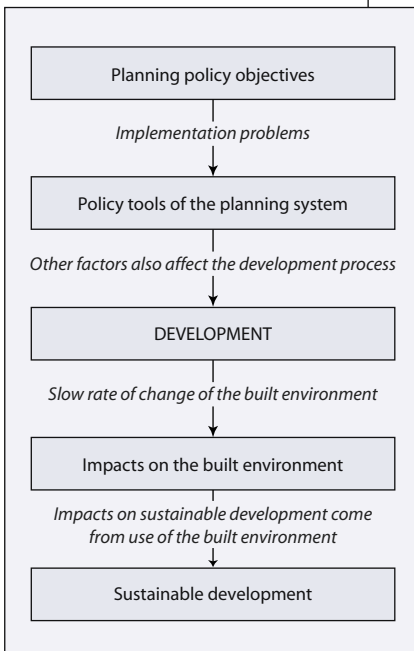 Planning policy objectives
Implementation problems
Policy tools of the planning system
Other factors also affect the development process
DEVELOPMENT
Slow rate of change of the built environment
Impacts on the built environment
Impacts on sustainable development come
from use of the built environment
Sustainable development